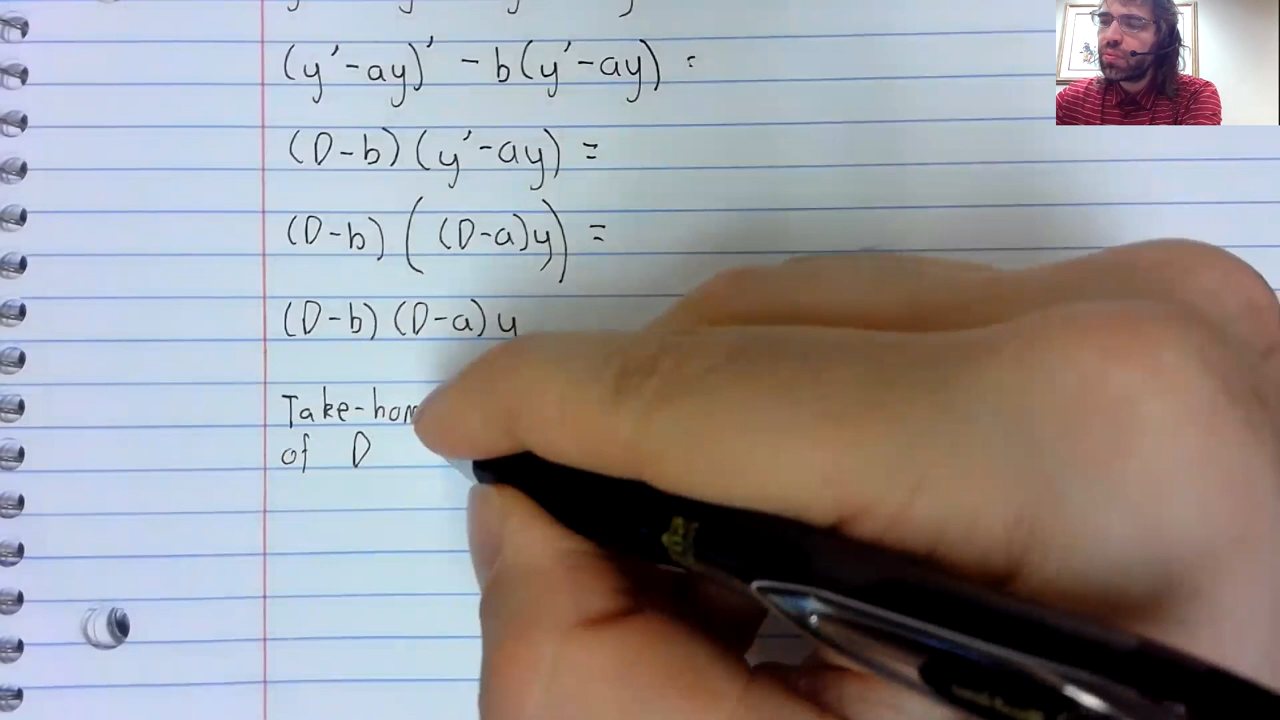 (y'-ay)' - b(y'-ay) =
(D-b)(y'-ay) =
(D-b)((D-a)y) =
(D-b)(D-a)y
of D